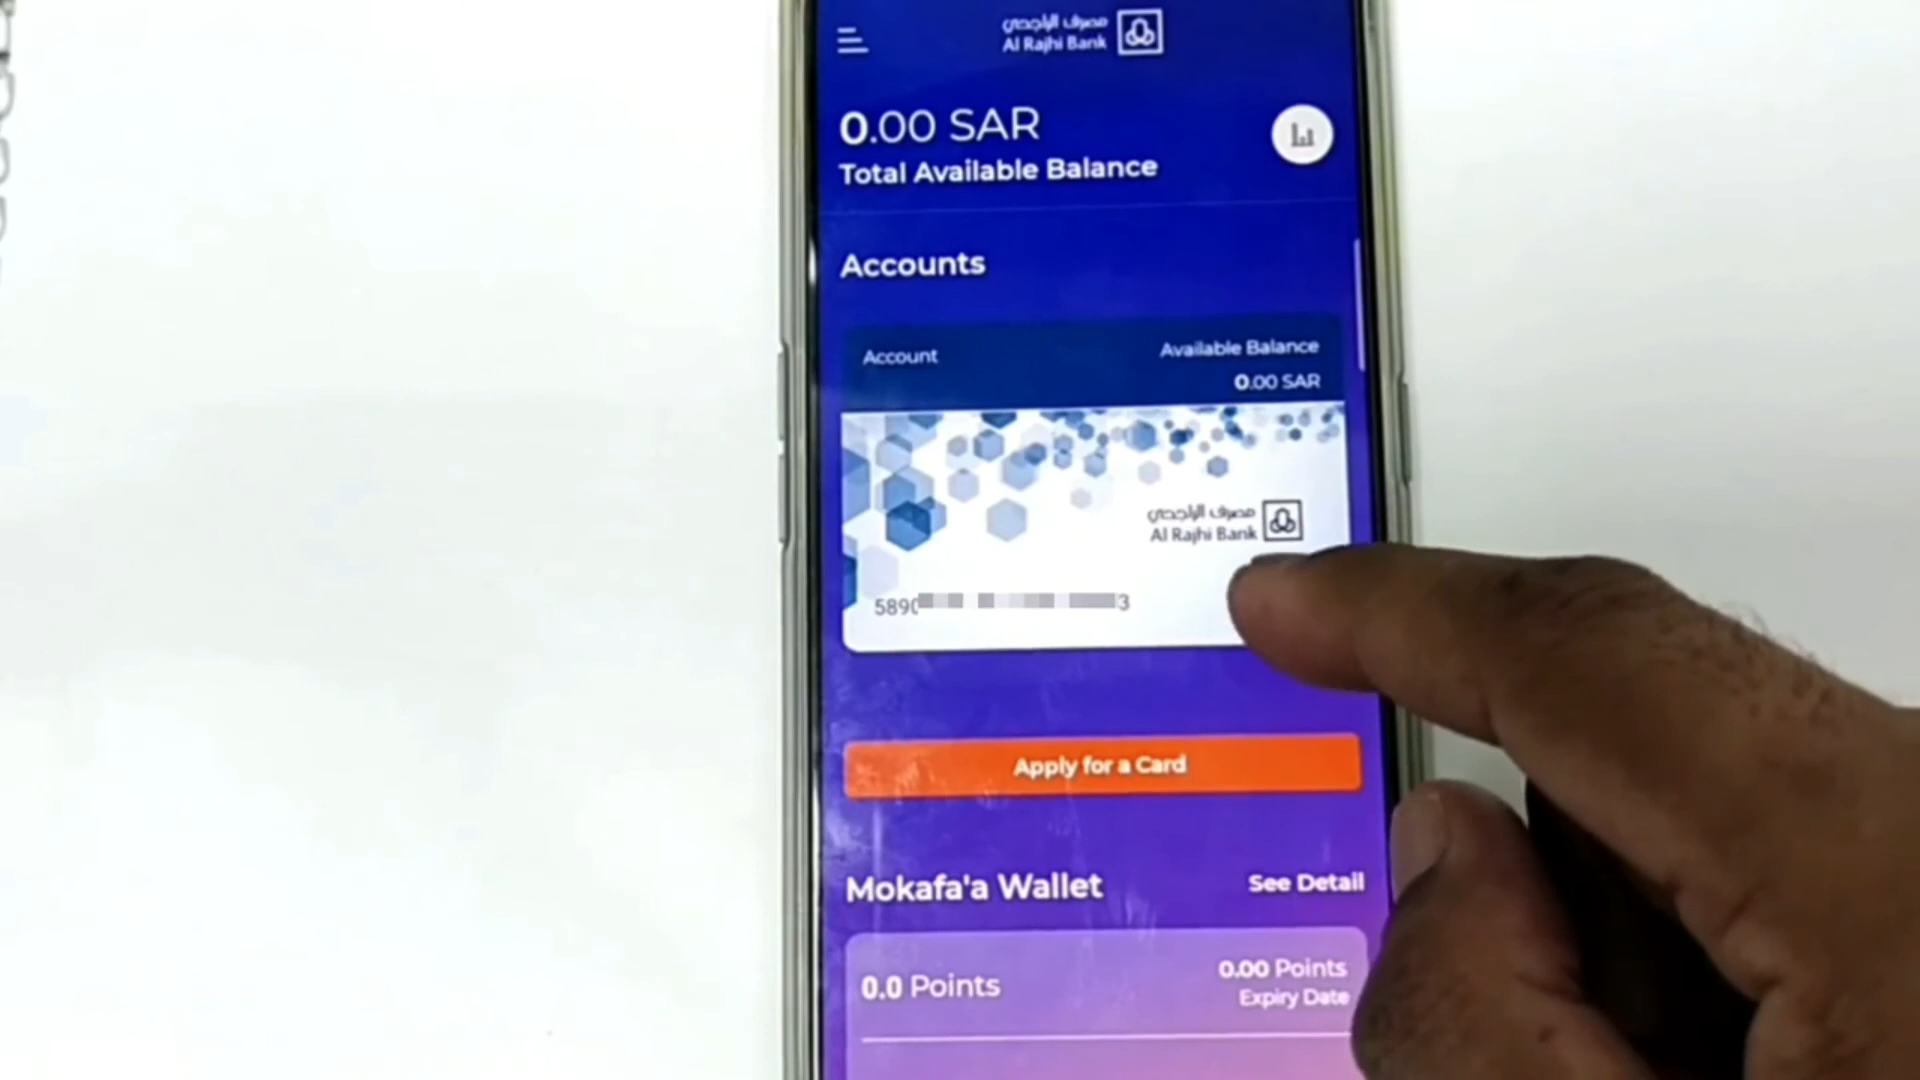 مصرف الراجحي
Al Rajhi Bank
0.00 SAR
Total Available Balance
Accounts
Account
Available Balance
0.00 SAR
مصرف الراجحي
Al Rajhi Bank
5890 3
Apply for a Card
Mokafa'a Wallet
See Detail
0.0 Points
0.00 Points
Expiry Date